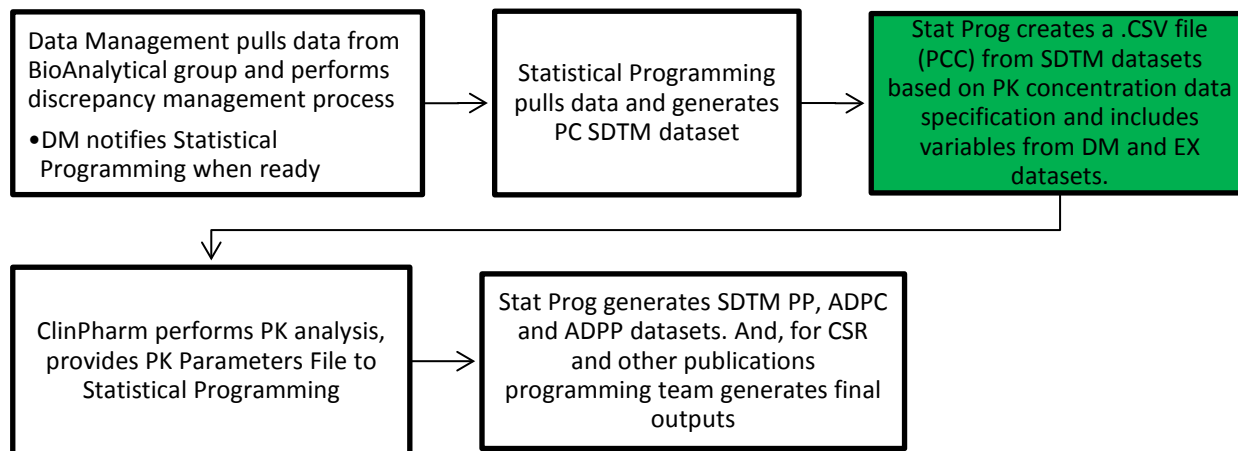 Data Management pulls data from
BioAnalytical group and performs
discrepancy management process
•DM notifies Statistical
Programming when ready
Statistical Programming
pulls data and generates
PC SDTM dataset
Stat Prog creates a .CSV file
(PCC) from SDTM datasets
based on PK concentration data
specification and includes
variables from DM and EX
datasets.
ClinPharm performs PK analysis,
provides PK Parameters File to
Statistical Programming
Stat Prog generates SDTM PP, ADPC
and ADPP datasets. And, for CSR
and other publications
programming team generates final
outputs